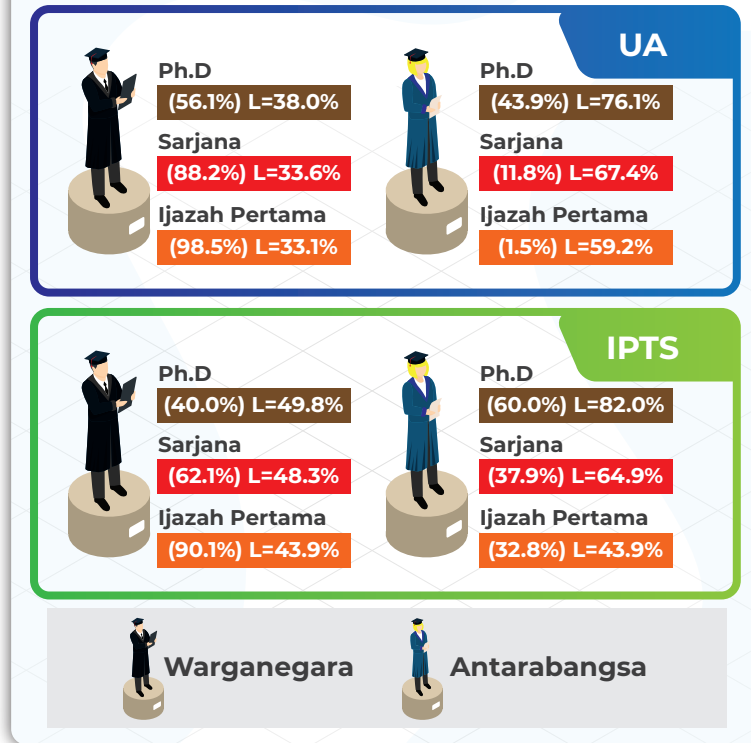 UA
Ph.D
(56.1%) L=38.0%
Sarjana
(88.2%) L=33.6%
Ijazah Pertama
(98.5%) L=33.1%
Ph.D
(43.9%) L=76.1%
Sarjana
(11.8%) L=67.4%
Ijazah Pertama
(1.5%) L=59.2%
IPTS
Ph.D
(40.0%) L=49.8%
Sarjana
(62.1%) L=48.3%
Ijazah Pertama
(90.1%) L=43.9%
Ph.D
(60.0%) L=82.0%
Sarjana
(37.9%) L=64.9%
Ijazah Pertama
(32.8%) L=43.9%
Warganegara
Antarabangsa